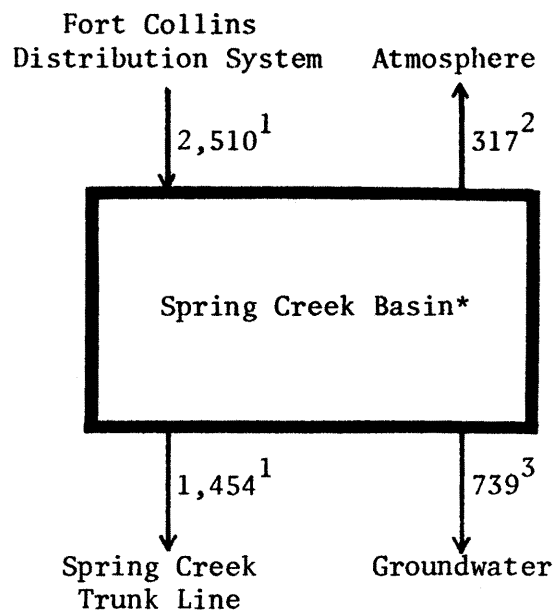 Fort Collins
Distribution System
Atmosphere
2,510¹
317²
Spring Creek Basin*
1,454¹
739³
Spring Creek
Trunk Line
Groundwater